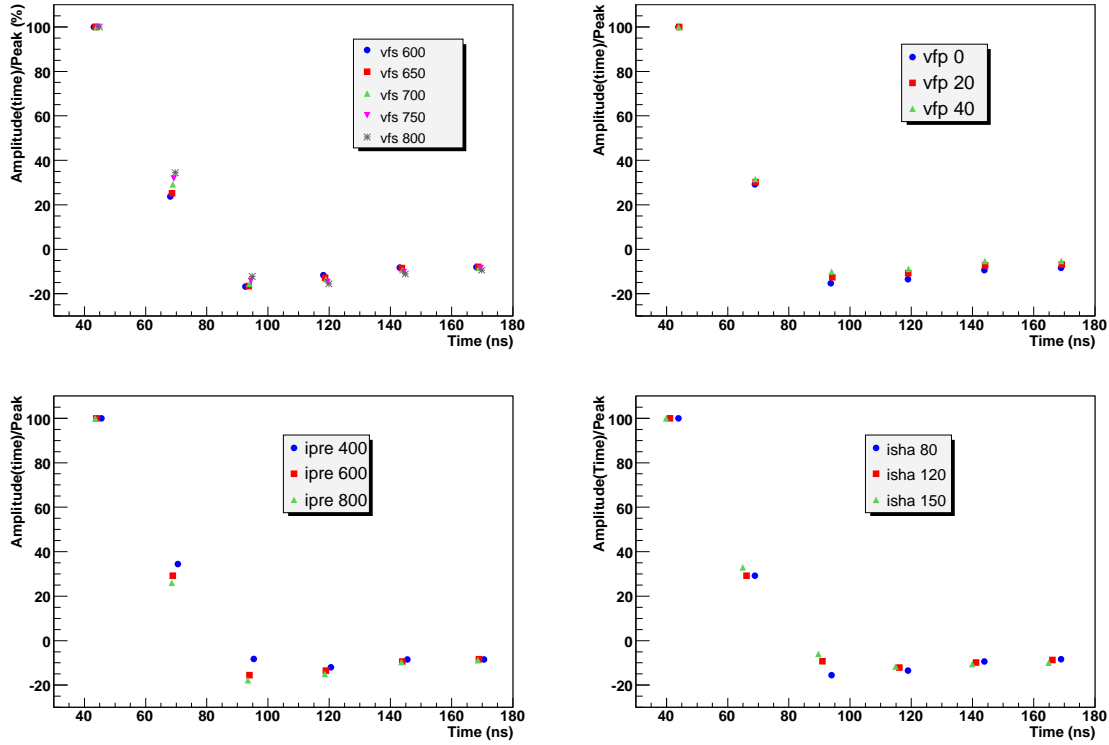 Amplitude(time)/Peak (%)
100
80
60
40
20
0
-20
40 60 80 100 120 140 160 180
Time (ns)
vfs 600
vfs 650
vfs 700
vfs 750
vfs 800
Amplitude(time)/Peak
100
80
60
40
20
0
-20
40 60 80 100 120 140 160 180
Time (ns)
vfp 0
vfp 20
vfp 40
Amplitude(time)/Peak
100
80
60
40
20
0
-20
40 60 80 100 120 140 160 180
Time (ns)
ipre 400
ipre 600
ipre 800
Amplitude(Time)/Peak
100
80
60
40
20
0
-20
40 60 80 100 120 140 160 180
Time (ns)
isha 80
isha 120
isha 150